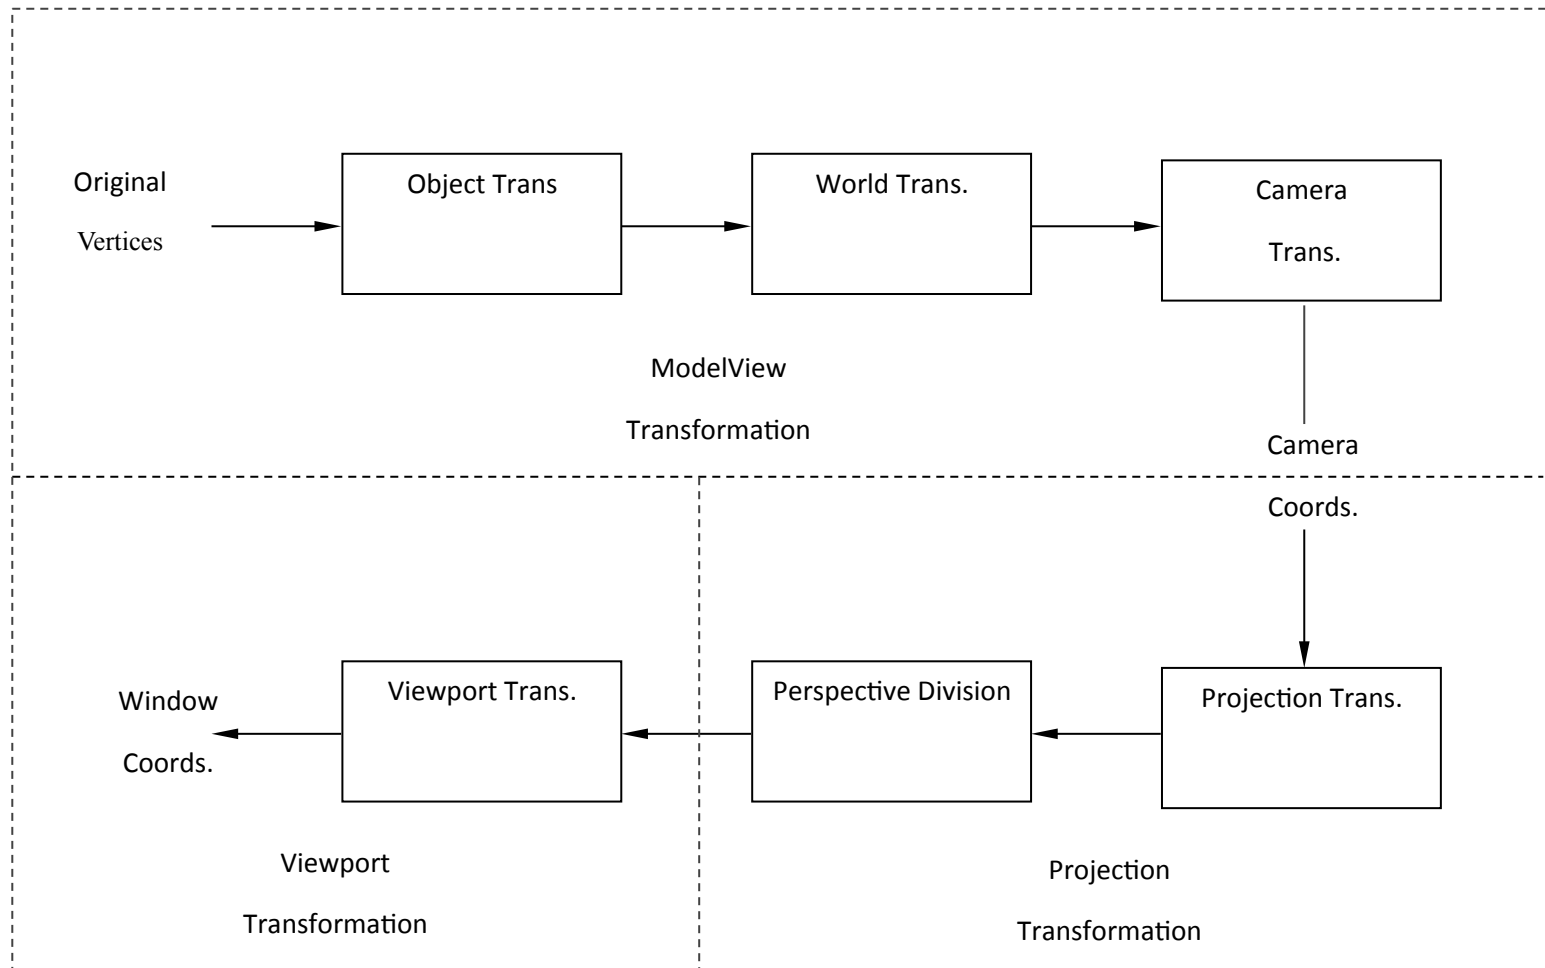 Original
Vertices
Object Trans
World Trans.
Camera
Trans.
ModelView
Transformation
Camera
Coords.
Window
Coords.
Viewport Trans.
Perspective Division
Projection Trans.
Viewport
Transformation
Projection
Transformation